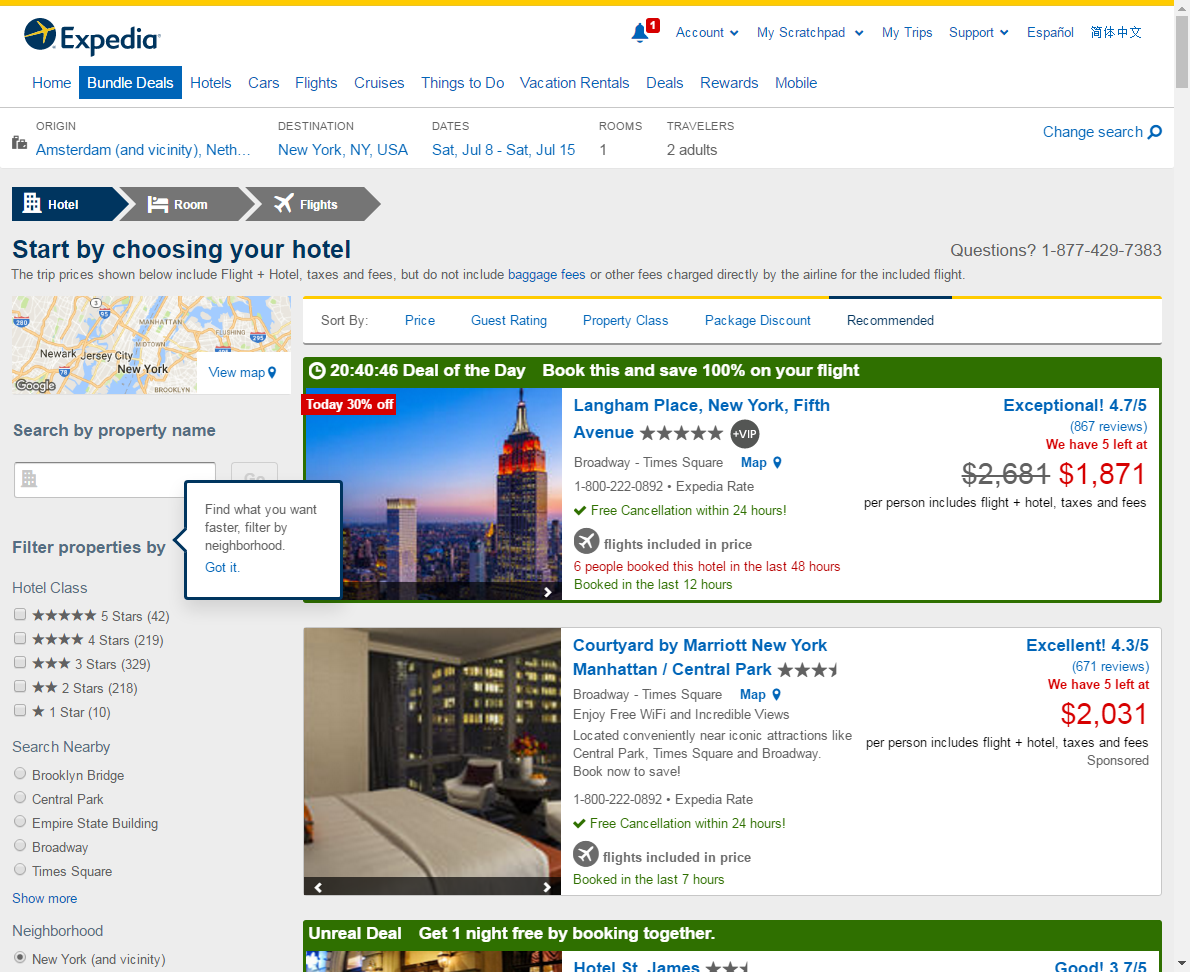 Expedia
1
Account
My Scratchpad
My Trips
Support
Español
简体中文
Home
Bundle Deals
Hotels
Cars
Flights
Cruises
Things to Do
Vacation Rentals
Deals
Rewards
Mobile
ORIGIN
Amsterdam (and vicinity), Neth...
DESTINATION
New York, NY, USA
DATES
Sat, Jul 8 - Sat, Jul 15
ROOMS
1
TRAVELERS
2 adults
Change search
Hotel
Room
Flights
Start by choosing your hotel
Questions? 1-877-429-7383
The trip prices shown below include Flight + Hotel, taxes and fees, but do not include baggage fees or other fees charged directly by the airline for the included flight.
3
280
95
MANHATTAN
FLUSHING
MIDTOWN
295
Newark
Jersey City
New York
78
BROOKLYN
Google
View map
Search by property name
Go
Find what you want
faster, filter by
neighborhood.
Got it.
Filter properties by
Hotel Class
5 Stars (42)
4 Stars (219)
3 Stars (329)
2 Stars (218)
1 Star (10)
Search Nearby
Brooklyn Bridge
Central Park
Empire State Building
Broadway
Times Square
Show more
Neighborhood
New York (and vicinity)
Sort By:
Price
Guest Rating
Property Class
Package Discount
Recommended
20:40:46 Deal of the Day Book this and save 100% on your flight
Today 30% off
Langham Place, New York, Fifth
Avenue
+VIP
Broadway - Times Square Map
1-800-222-0892 • Expedia Rate
Free Cancellation within 24 hours!
flights included in price
6 people booked this hotel in the last 48 hours
Booked in the last 12 hours
Exceptional! 4.7/5
(867 reviews)
We have 5 left at
$2,681 $1,871
per person includes flight + hotel, taxes and fees
Courtyard by Marriott New York
Manhattan / Central Park
Broadway - Times Square Map
Enjoy Free WiFi and Incredible Views
Located conveniently near iconic attractions like
Central Park, Times Square and Broadway.
Book now to save!
1-800-222-0892 • Expedia Rate
Free Cancellation within 24 hours!
flights included in price
Booked in the last 7 hours
Excellent! 4.3/5
(671 reviews)
We have 5 left at
$2,031
per person includes flight + hotel, taxes and fees
Sponsored
Unreal Deal Get 1 night free by booking together.
Hotel St. James
Good! 3.7/5